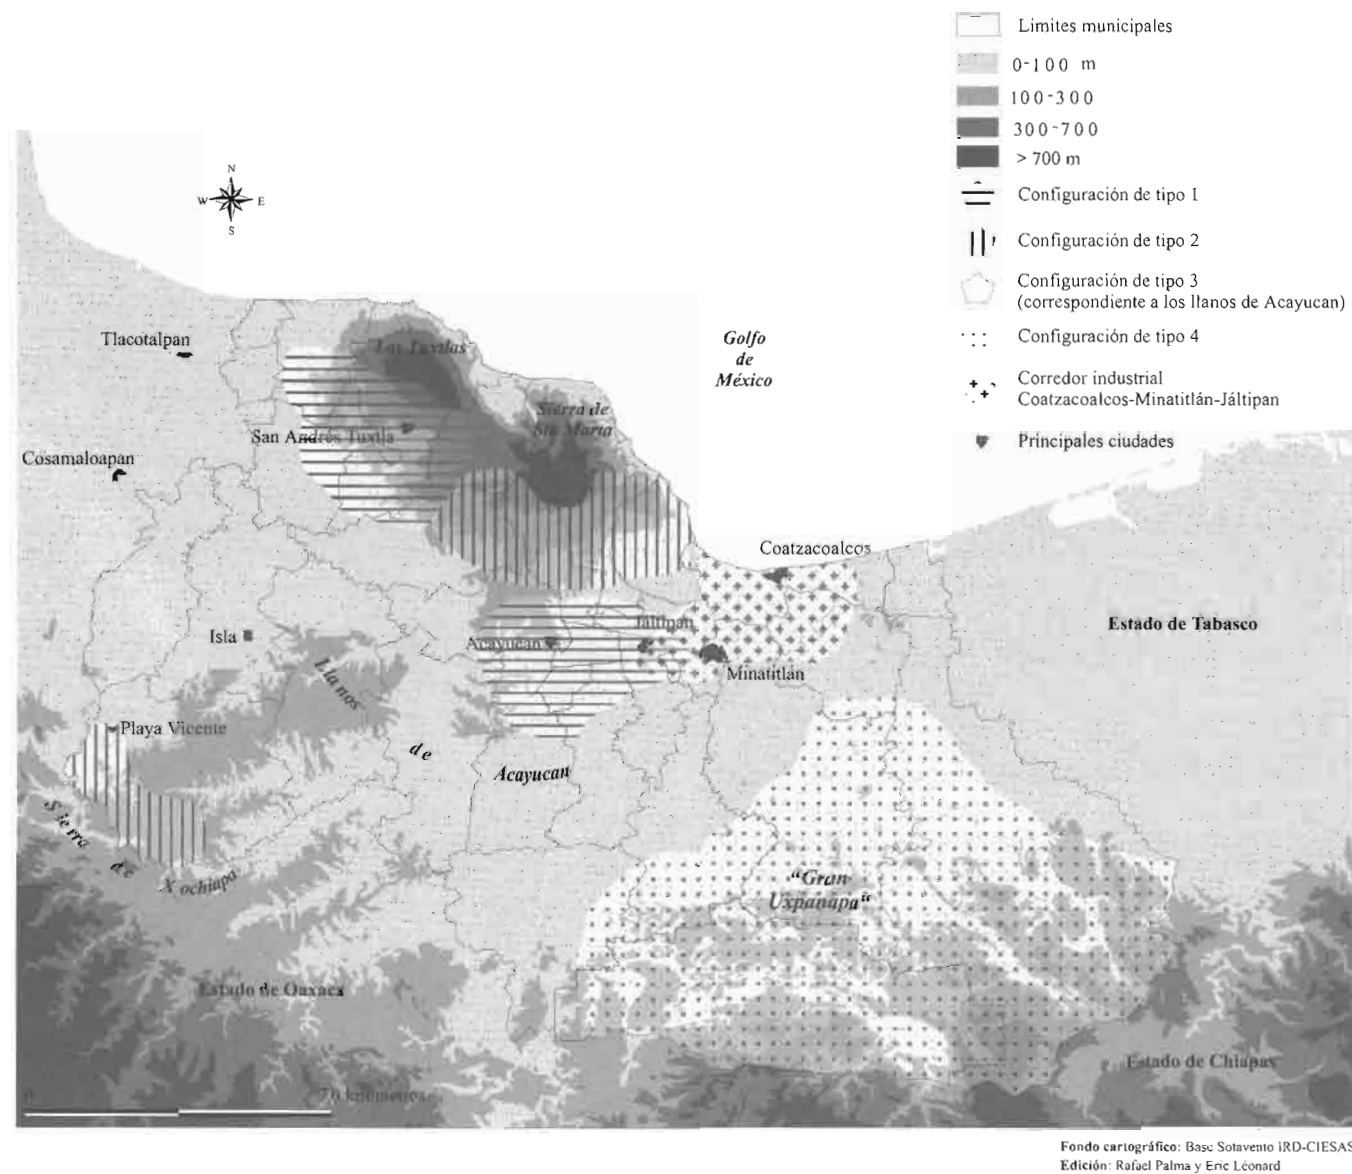 Limites municipales
0-100 m
100-300
300-700
> 700 m
Configuración de tipo 1
Configuración de tipo 2
Configuración de tipo 3
(correspondiente a los llanos de Acayucan)
Configuración de tipo 4
Corredor industrial
Coatzacoalcos-Minatitlán-Jáltipan
Principales ciudades
N
W E
S
Tlacotalpan
Los Tuxtlas
Golfo
de
México
Sierra de
Sta Marta
San Andrés Tuxtla
Cosamaloapan
Coatzacoalcos
Estado de Tabasco
Isla
Jáltipan
Acayucan
Minatitlán
Llanos
de
Acayucan
Playa Vicente
Sierra
de
Xochiapa
"Gran
Uxpanapa"
Estado de Oaxaca
Estado de Chiapas
0
kilómetros
Fondo cartográfico: Base Sotavento IRD-CIESAS
Edición: Rafael Palma y Eric Léonard